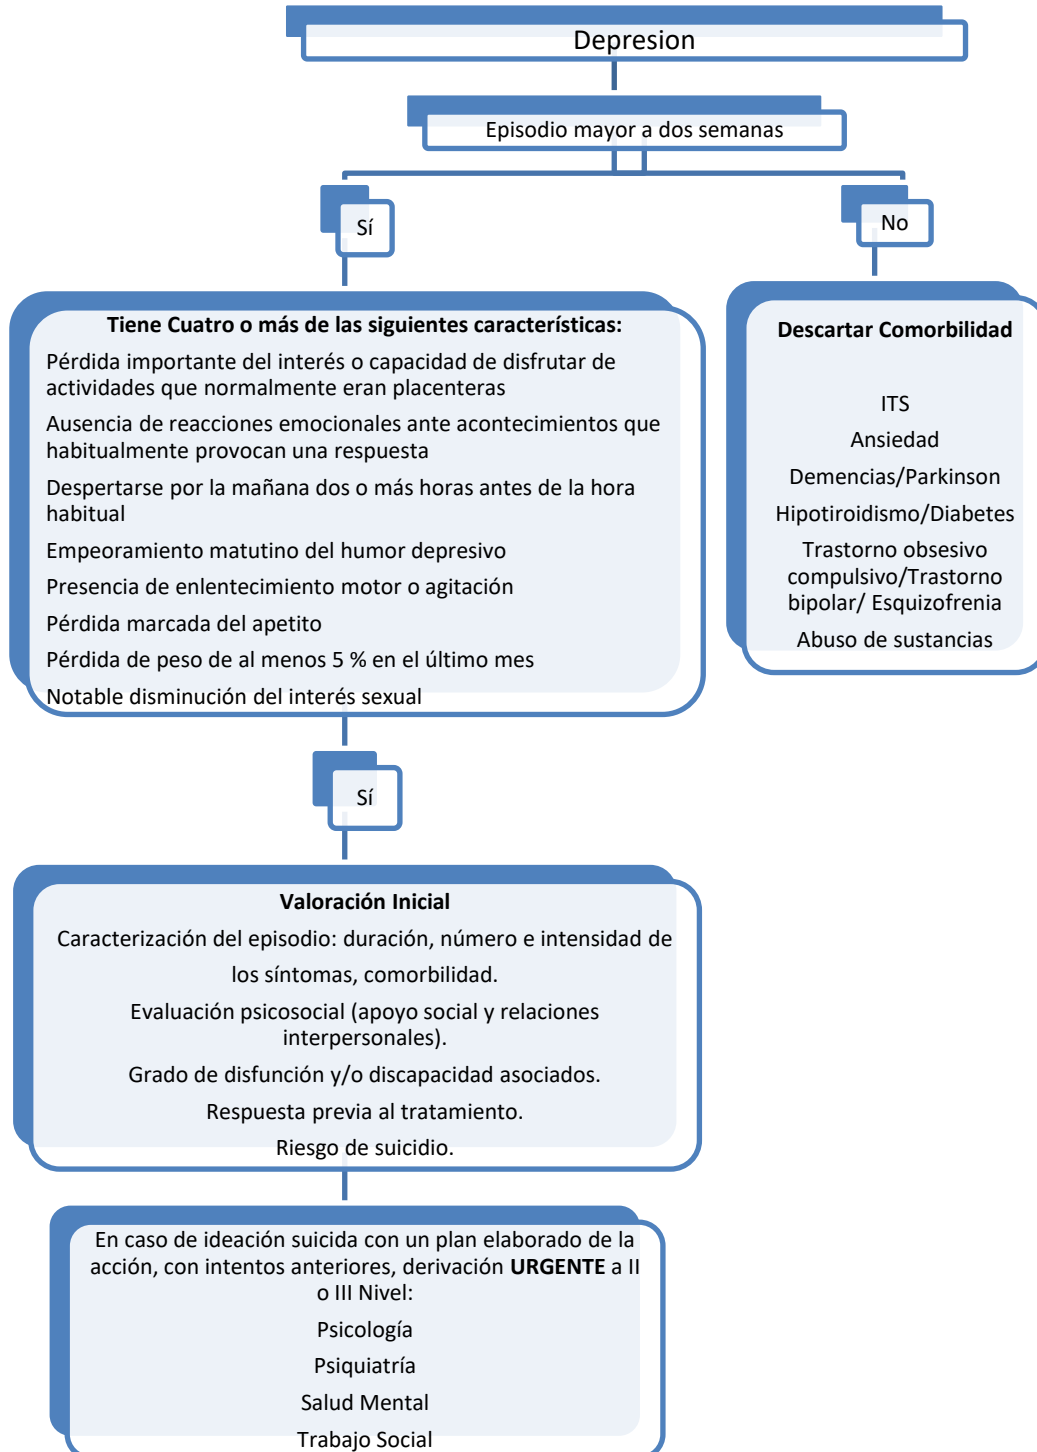 Depresion
Episodio mayor a dos semanas
Sí
No
Tiene Cuatro o más de las siguientes características:
Pérdida importante del interés o capacidad de disfrutar de
actividades que normalmente eran placenteras
Ausencia de reacciones emocionales ante acontecimientos que
habitualmente provocan una respuesta
Despertarse por la mañana dos o más horas antes de la hora
habitual
Empeoramiento matutino del humor depresivo
Presencia de enlentecimiento motor o agitación
Pérdida marcada del apetito
Pérdida de peso de al menos 5 % en el último mes
Notable disminución del interés sexual
Descartar Comorbilidad
ITS
Ansiedad
Demencias/Parkinson
Hipotiroidismo/Diabetes
Trastorno obsesivo
compulsivo/Trastorno
bipolar/ Esquizofrenia
Abuso de sustancias
Sí
Valoración Inicial
Caracterización del episodio: duración, número e intensidad de
los síntomas, comorbilidad.
Evaluación psicosocial (apoyo social y relaciones
interpersonales).
Grado de disfunción y/o discapacidad asociados.
Respuesta previa al tratamiento.
Riesgo de suicidio.
En caso de ideación suicida con un plan elaborado de la
acción, con intentos anteriores, derivación URGENTE a II
o III Nivel:
Psicología
Psiquiatría
Salud Mental
Trabajo Social